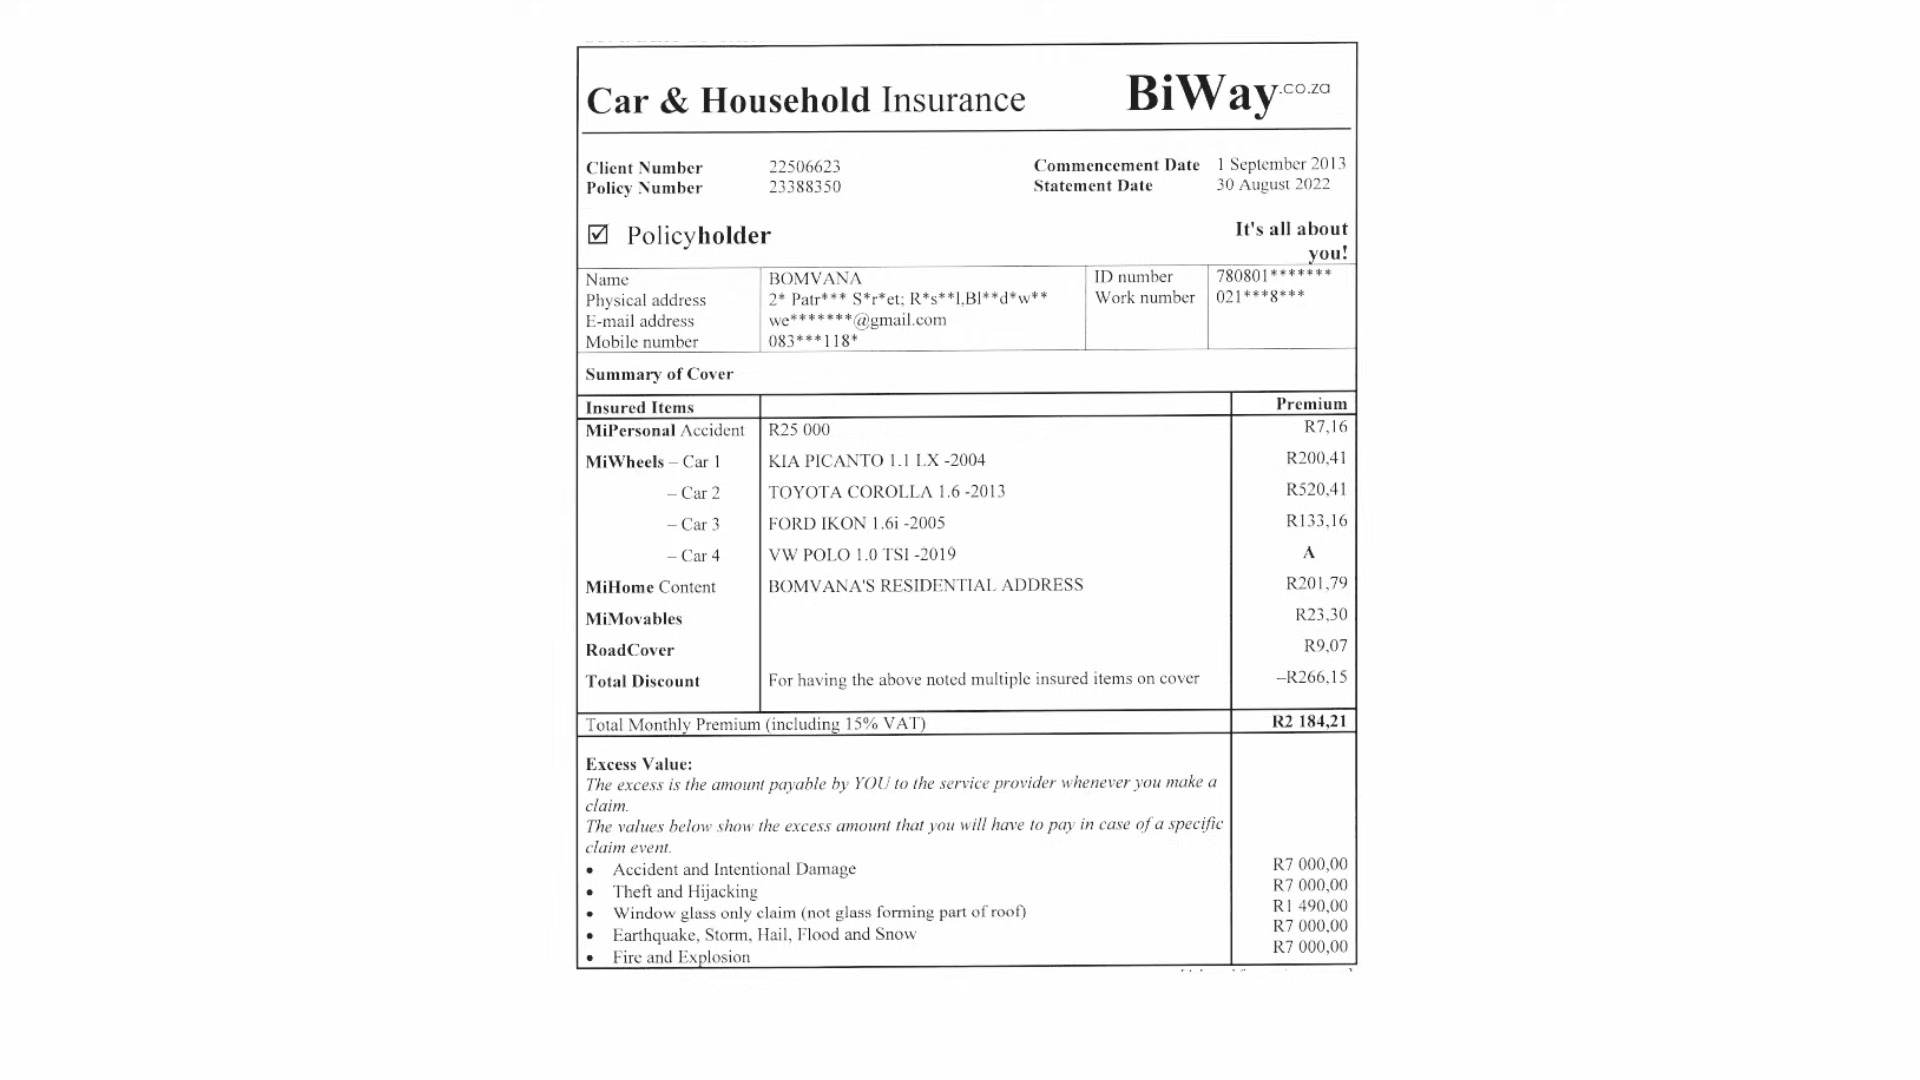 Car & Household Insurance BiWay.co.za
Client Number 22506623 Commencement Date 1 September 2013
Policy Number 23388350 Statement Date 30 August 2022
☑ Policyholder It's all about you!
Name BOMVANA ID number 780801*******
Physical address 2* Patr*** S*r*et; R*s**l,Bl**d*w** Work number 021***8***
E-mail address we*******@gmail.com
Mobile number 083***118*
Summary of Cover
Insured Items Premium
MiPersonal Accident R25 000 R7,16
MiWheels – Car 1 KIA PICANTO 1.1 LX -2004 R200,41
– Car 2 TOYOTA COROLLA 1.6 -2013 R520,41
– Car 3 FORD IKON 1.6i -2005 R133,16
– Car 4 VW POLO 1.0 TSI -2019 A
MiHome Content BOMVANA'S RESIDENTIAL ADDRESS R201,79
MiMovables R23,30
RoadCover R9,07
Total Discount For having the above noted multiple insured items on cover –R266,15
Total Monthly Premium (including 15% VAT) R2 184,21
Excess Value:
The excess is the amount payable by YOU to the service provider whenever you make a
claim.
The values below show the excess amount that you will have to pay in case of a specific
claim event.
• Accident and Intentional Damage R7 000,00
• Theft and Hijacking R7 000,00
• Window glass only claim (not glass forming part of roof) R1 490,00
• Earthquake, Storm, Hail, Flood and Snow R7 000,00
• Fire and Explosion R7 000,00